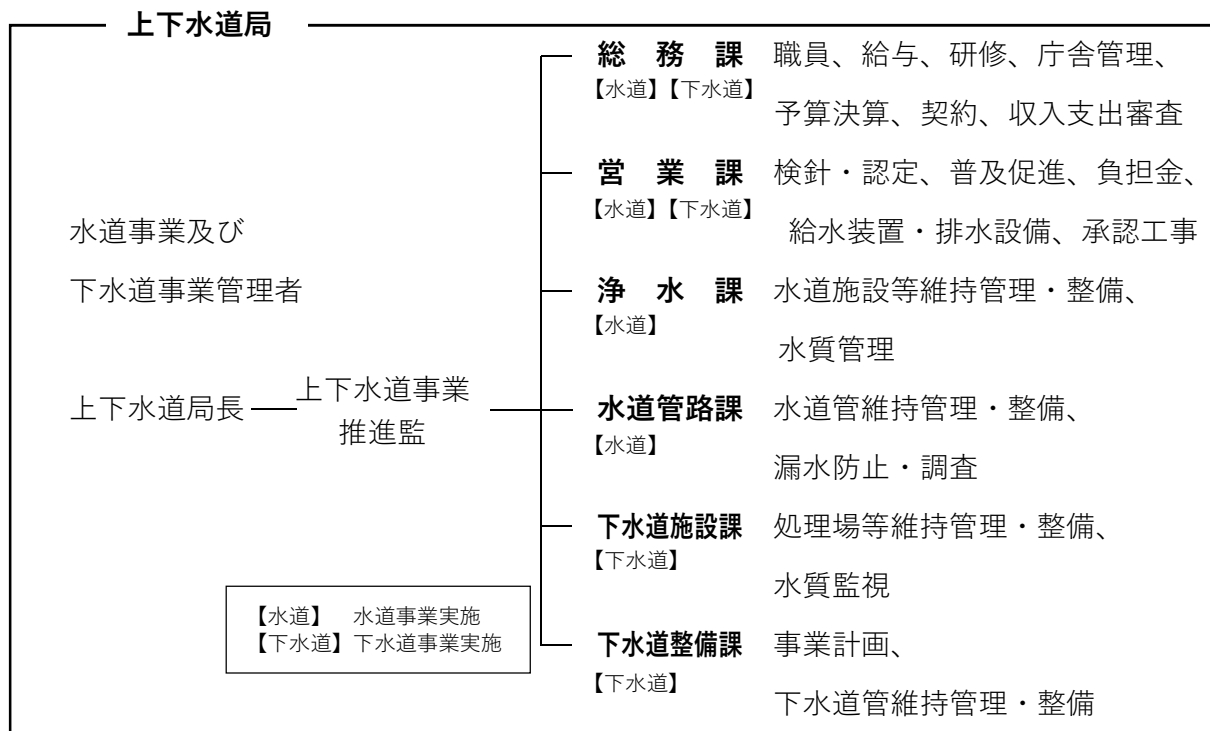 上下水道局
総務課 職員、給与、研修、庁舎管理、
【水道】【下水道】
予算決算、契約、収入支出審査
営業課 検針・認定、普及促進、負担金、
【水道】【下水道】
給水装置・排水設備、承認工事
水道事業及び
下水道事業管理者
浄水課 水道施設等維持管理・整備、
【水道】
水質管理
上下水道局長
上下水道事業
推進監
水道管路課 水道管維持管理・整備、
【水道】
漏水防止・調査
下水道施設課 処理場等維持管理・整備、
【下水道】
水質監視
下水道整備課 事業計画、
【下水道】
下水道管維持管理・整備
【水道】 水道事業実施
【下水道】下水道事業実施